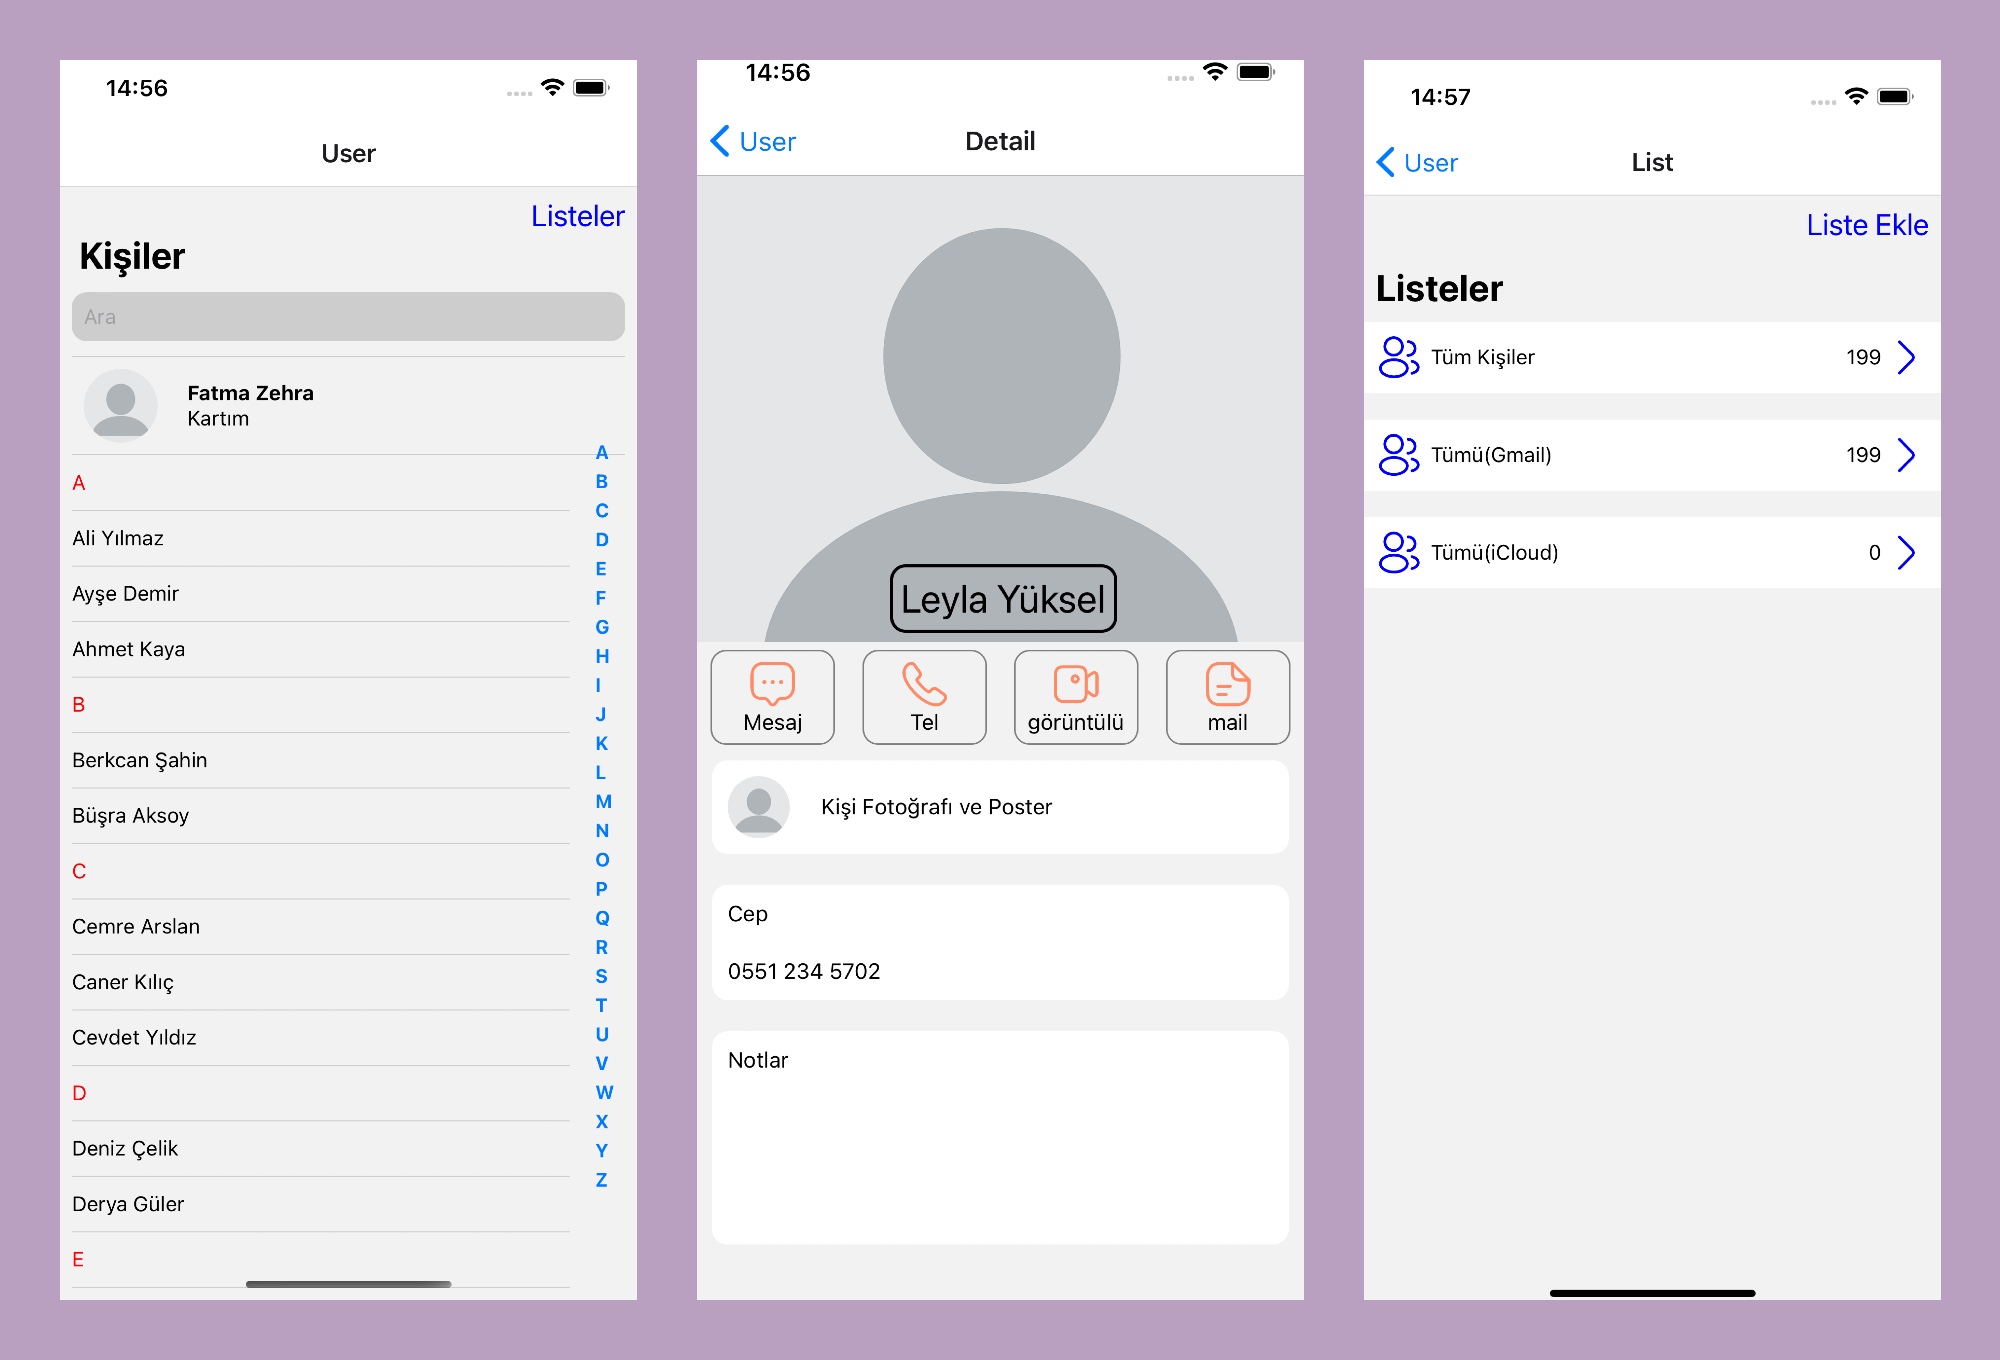 14:56
User
Listeler
Kişiler
Ara
Fatma Zehra
Kartım
A
Ali Yılmaz
Ayşe Demir
Ahmet Kaya
B
Berkcan Şahin
Büşra Aksoy
C
Cemre Arslan
Caner Kılıç
Cevdet Yıldız
D
Deniz Çelik
Derya Güler
E
A
B
C
D
E
F
G
H
I
J
K
L
M
N
O
P
Q
R
S
T
U
V
W
X
Y
Z
14:56
User
Detail
Leyla Yüksel
Mesaj
Tel
görüntülü
mail
Kişi Fotoğrafı ve Poster
Cep
0551 234 5702
Notlar
14:57
User
List
Liste Ekle
Listeler
Tüm Kişiler 199
Tümü(Gmail) 199
Tümü(iCloud) 0